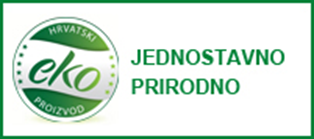 HRVATSKI
eko
PROIZVOD
JEDNOSTAVNO
PRIRODNO